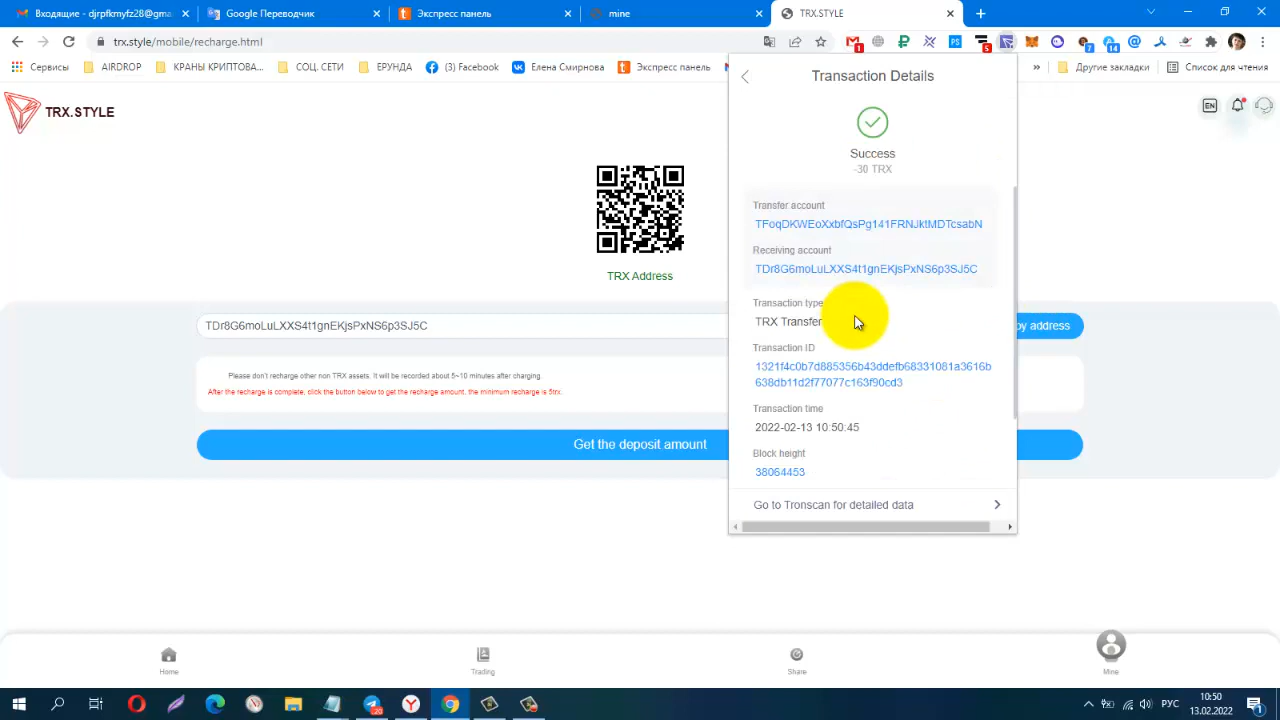 Входящие - djrpfkmyfz28@gma
Google Переводчик
Экспресс панель
mine
TRX.STYLE
trx.style/mobile/recharge.html
Сервисы
AIRDROP
КРАНЫ КРИПТОВА...
СОЦ. СЕТИ
ЕРУНДА
(3) Facebook
Елена Смирнова
Экспресс панель
»
Другие закладки
Список для чтения
TRX.STYLE
EN
TRX Address
TDr8G6moLuLXXS4t1gnEKjsPxNS6p3SJ5C
by address
Please don't recharge other non TRX assets. It will be recorded about 5~10 minutes after charging.
After the recharge is complete, click the button below to get the recharge amount, the minimum recharge is 5trx.
Get the deposit amount
Transaction Details
Success
-30 TRX
Transfer account
TFoqDKWEoXxbfQsPg141FRNJktMDTcsabN
Receiving account
TDr8G6moLuLXXS4t1gnEKjsPxNS6p3SJ5C
Transaction type
TRX Transfer
Transaction ID
1321f4c0b7d885356b43ddefb68331081a3616b
638db11d2f77077c163f90cd3
Transaction time
2022-02-13 10:50:45
Block height
38064453
Go to Tronscan for detailed data
Home
Trading
Share
Mine
РУС
10:50
13.02.2022